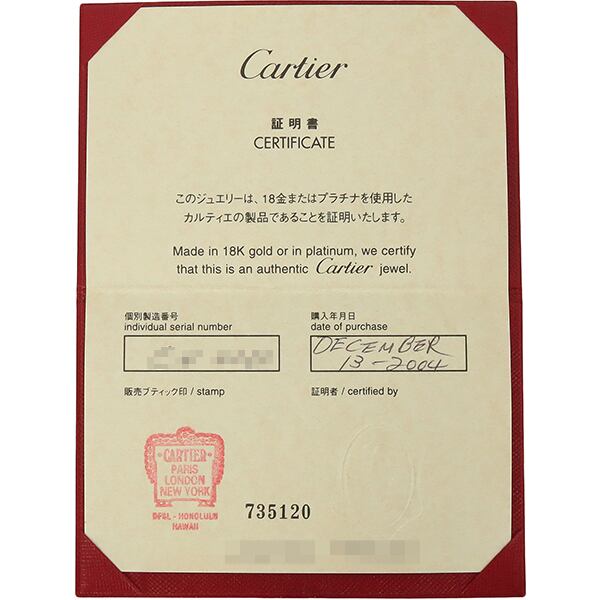 Cartier
証明書
CERTIFICATE
このジュエリーは、18金またはプラチナを使用した
カルティエの製品であることを証明いたします。
Made in 18K gold or in platinum, we certify
that this is an authentic Cartier jewel.
個別製造番号
individual serial number
購入年月日
date of purchase
DECEMBER
13-2004
販売ブティック印 / stamp
証明者 / certified by
CARTIER
PARIS
LONDON
NEW YORK
HONOLULU
HAWAII
735120